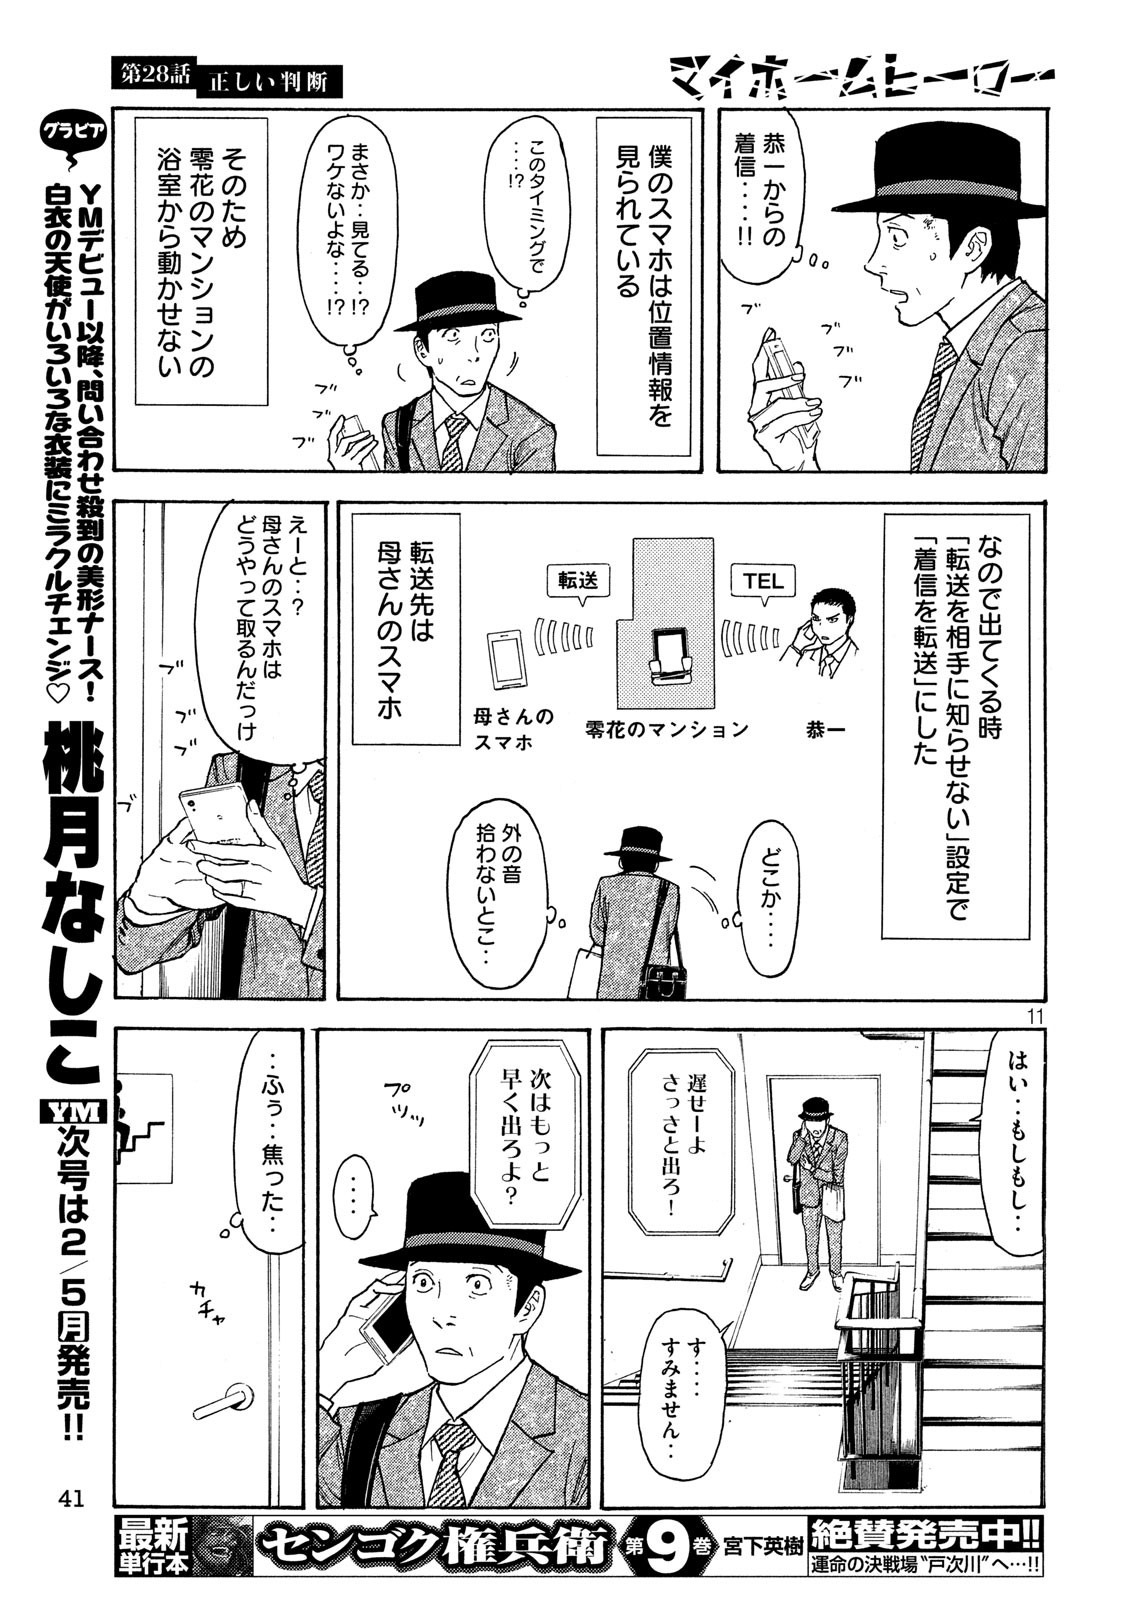 第28話
正しい判断
マイホームヒーロー
恭一からの
着信‥‥!!
ブブ
僕のスマホは位置情報を
見られている
このタイミングで
‥‥!?
まさか‥見てる‥!?
ワケないよな‥‥!?
ブブ
そのため
零花のマンションの
浴室から動かせない
なので出てくる時
「転送を相手に知らせない」設定で
「着信を転送」にした
TEL
転送
恭一
零花のマンション
母さんの
スマホ
転送先は
母さんのスマホ
どこか‥‥
外の音
拾わないとこ‥
えーと‥?
母さんのスマホは
どうやって取るんだっけ
ブブ
ブブ
11
はい‥もしもし‥
遅せーよ
さっさと出ろ!
す‥‥
すみません‥
次はもっと
早く出ろよ?
プツッ
‥‥
‥ふぅ‥焦った‥
カチャ
グラビア
YMデビュー以降、問い合わせ殺到の美形ナース!
白衣の天使がいろいろな衣装にミラクルチェンジ♡
桃月なしこ
YM次号は2/5月発売!!
41
最新
単行本
センゴク権兵衛
第9巻
宮下英樹
絶賛発売中!!
運命の決戦場“戸次川”へ…!!